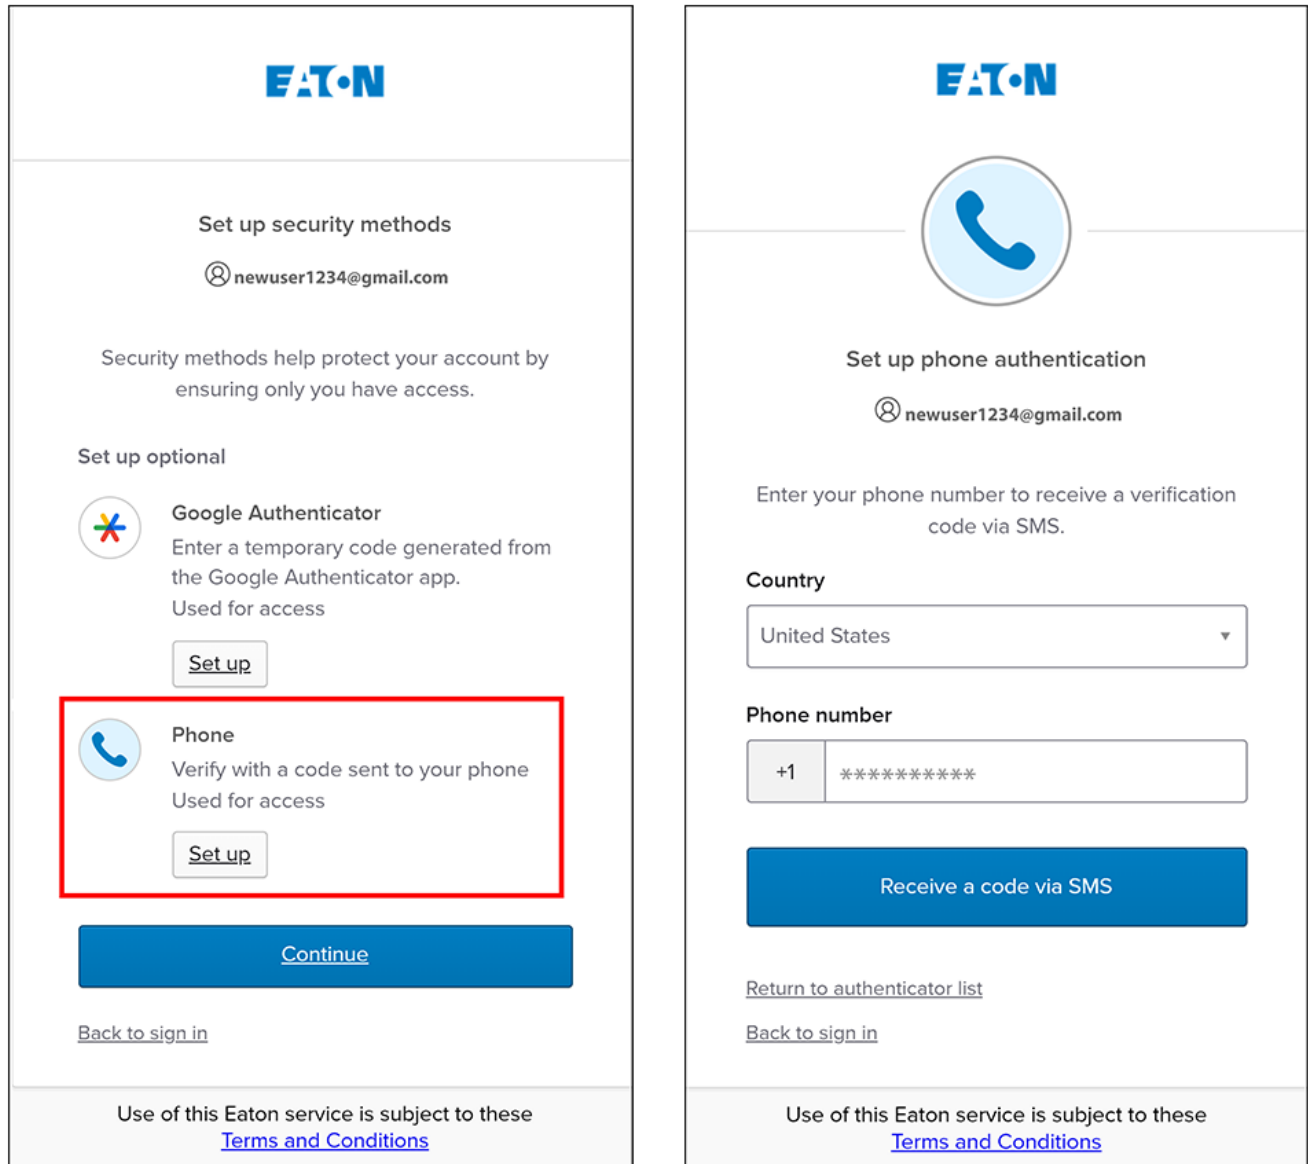 EATON
Set up security methods
newuser1234@gmail.com
Security methods help protect your account by
ensuring only you have access.
Set up optional
Google Authenticator
Enter a temporary code generated from
the Google Authenticator app.
Used for access
Set up
Phone
Verify with a code sent to your phone
Used for access
Set up
Continue
Back to sign in
Use of this Eaton service is subject to these
Terms and Conditions
EATON
Set up phone authentication
newuser1234@gmail.com
Enter your phone number to receive a verification
code via SMS.
Country
United States
Phone number
+1 **********
Receive a code via SMS
Return to authenticator list
Back to sign in
Use of this Eaton service is subject to these
Terms and Conditions